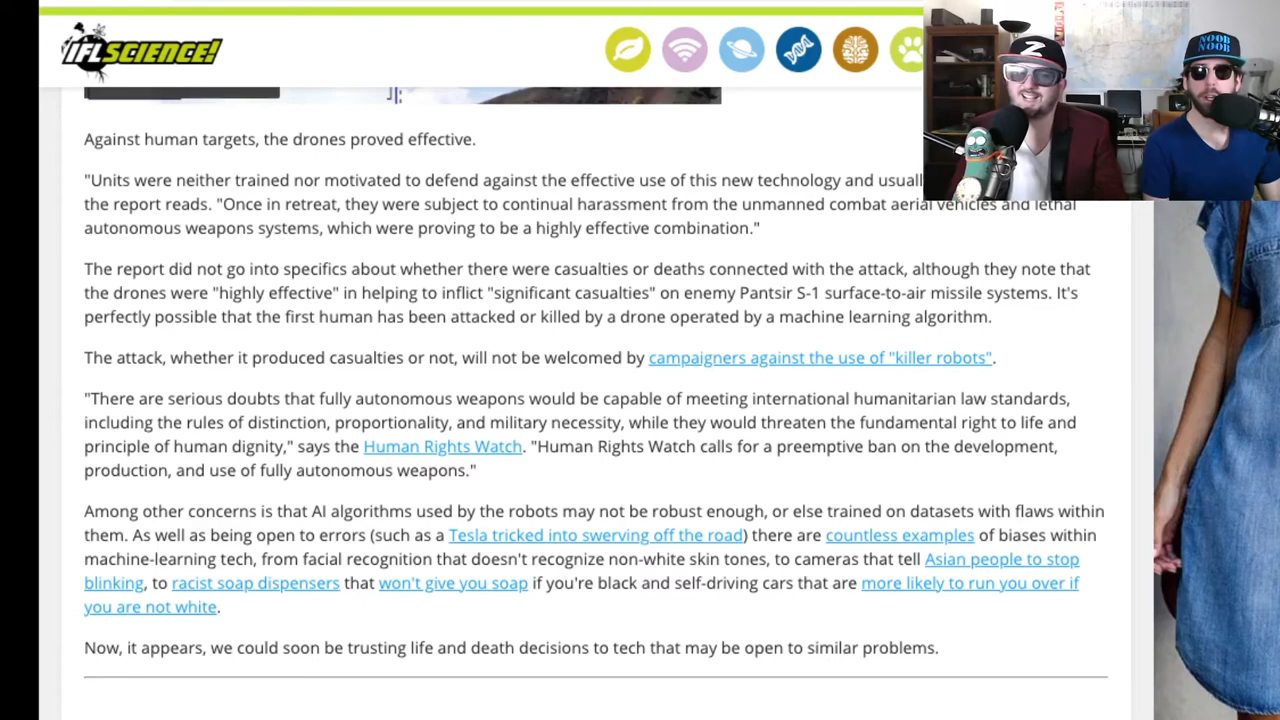 IFLSCIENCE!
Z
NOOB
NOOB
Against human targets, the drones proved effective.
"Units were neither trained nor motivated to defend against the effective use of this new technology and usuall
the report reads. "Once in retreat, they were subject to continual harassment from the unmanned combat aerial vehicles and lethal
autonomous weapons systems, which were proving to be a highly effective combination."
The report did not go into specifics about whether there were casualties or deaths connected with the attack, although they note that
the drones were "highly effective" in helping to inflict "significant casualties" on enemy Pantsir S-1 surface-to-air missile systems. It's
perfectly possible that the first human has been attacked or killed by a drone operated by a machine learning algorithm.
The attack, whether it produced casualties or not, will not be welcomed by campaigners against the use of "killer robots".
"There are serious doubts that fully autonomous weapons would be capable of meeting international humanitarian law standards,
including the rules of distinction, proportionality, and military necessity, while they would threaten the fundamental right to life and
principle of human dignity," says the Human Rights Watch. "Human Rights Watch calls for a preemptive ban on the development,
production, and use of fully autonomous weapons."
Among other concerns is that AI algorithms used by the robots may not be robust enough, or else trained on datasets with flaws within
them. As well as being open to errors (such as a Tesla tricked into swerving off the road) there are countless examples of biases within
machine-learning tech, from facial recognition that doesn't recognize non-white skin tones, to cameras that tell Asian people to stop
blinking, to racist soap dispensers that won't give you soap if you're black and self-driving cars that are more likely to run you over if
you are not white.
Now, it appears, we could soon be trusting life and death decisions to tech that may be open to similar problems.